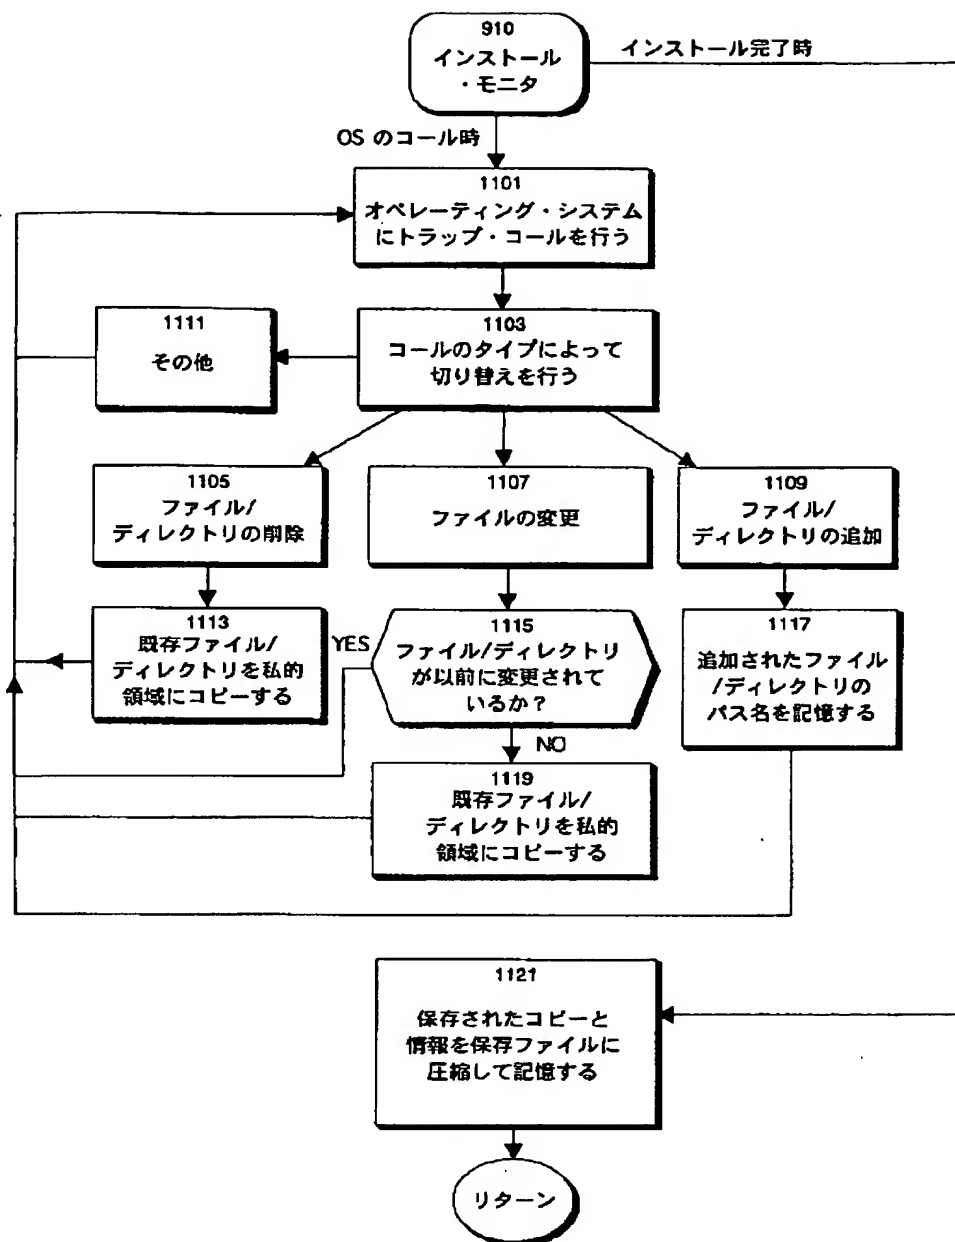 910
インストール
・モニタ
インストール完了時
OS のコール時
1101
オペレーティング・システム
にトラップ・コールを行う
1103
コールのタイプによって
切り替えを行う
1111
その他
1105
ファイル/
ディレクトリの削除
1107
ファイルの変更
1109
ファイル/
ディレクトリの追加
1113
既存ファイル/
ディレクトリを私的
領域にコピーする
YES
1115
ファイル/ディレクトリ
が以前に変更されて
いるか?
NO
1117
追加されたファイル
/ディレクトリの
パス名を記憶する
1119
既存ファイル/
ディレクトリを私的
領域にコピーする
1121
保存されたコピーと
情報を保存ファイルに
圧縮して記憶する
リターン